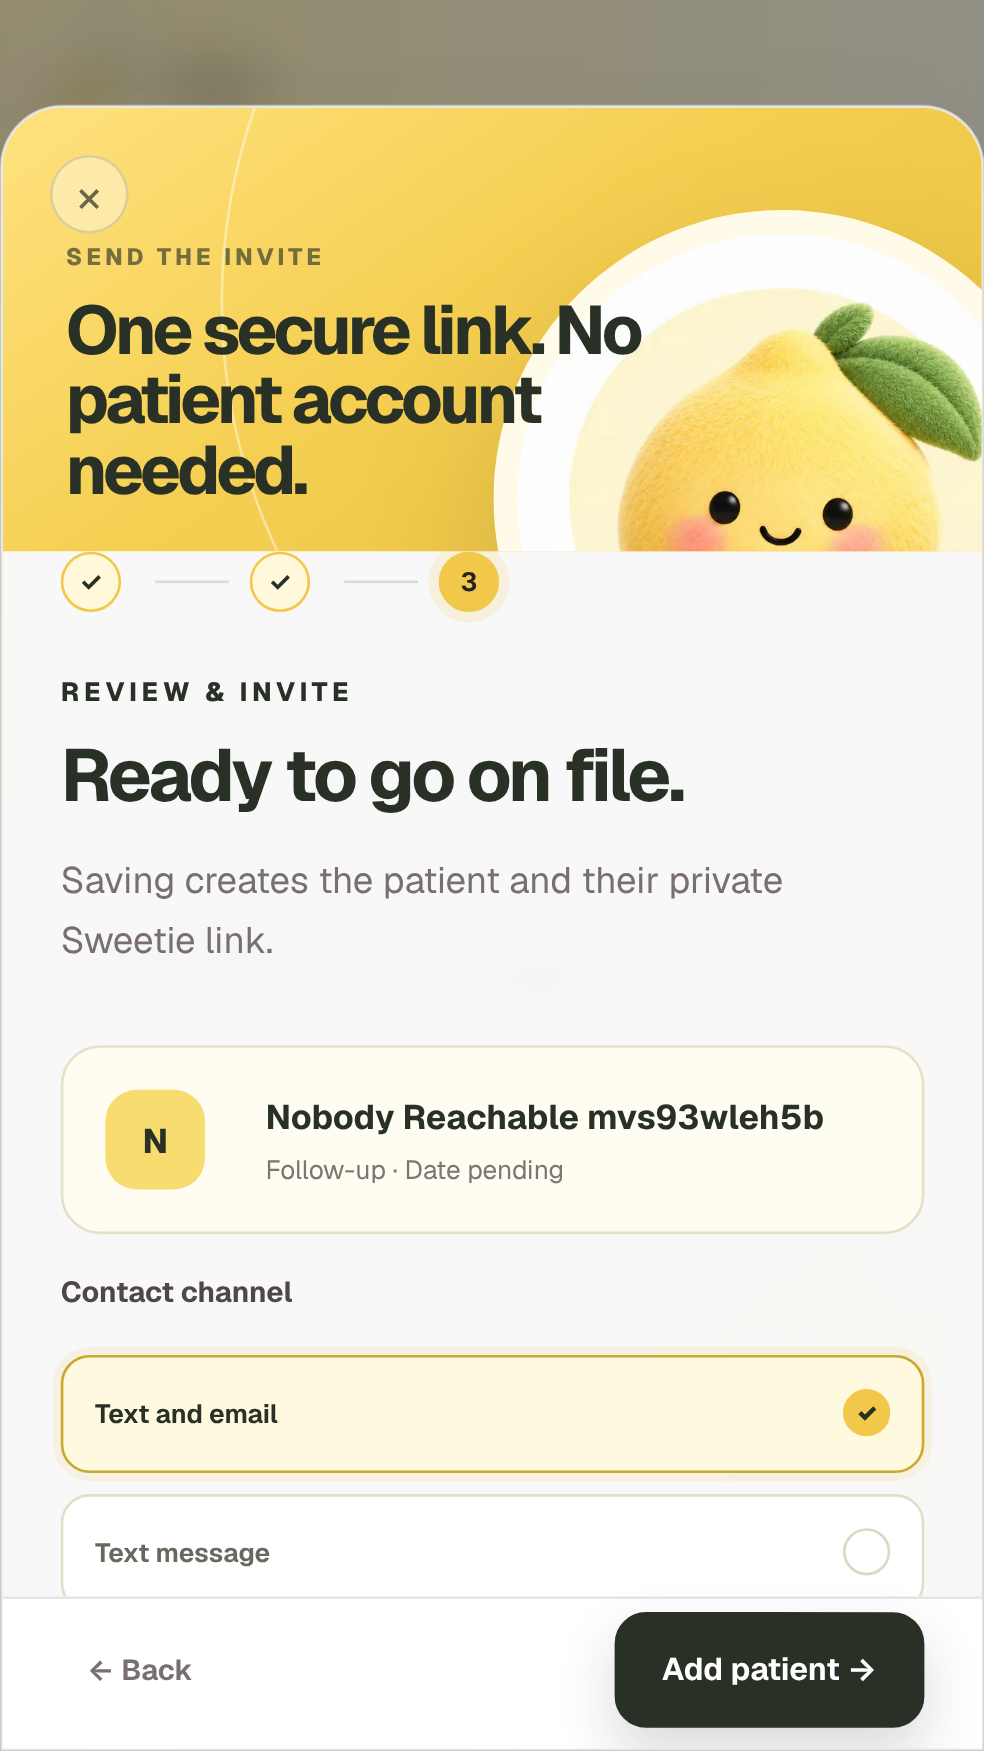 SEND THE INVITE
One secure link. No
patient account
needed.
3
REVIEW & INVITE
Ready to go on file.
Saving creates the patient and their private
Sweetie link.
N
Nobody Reachable mvs93wleh5b
Follow-up · Date pending
Contact channel
Text and email
Text message
← Back
Add patient →